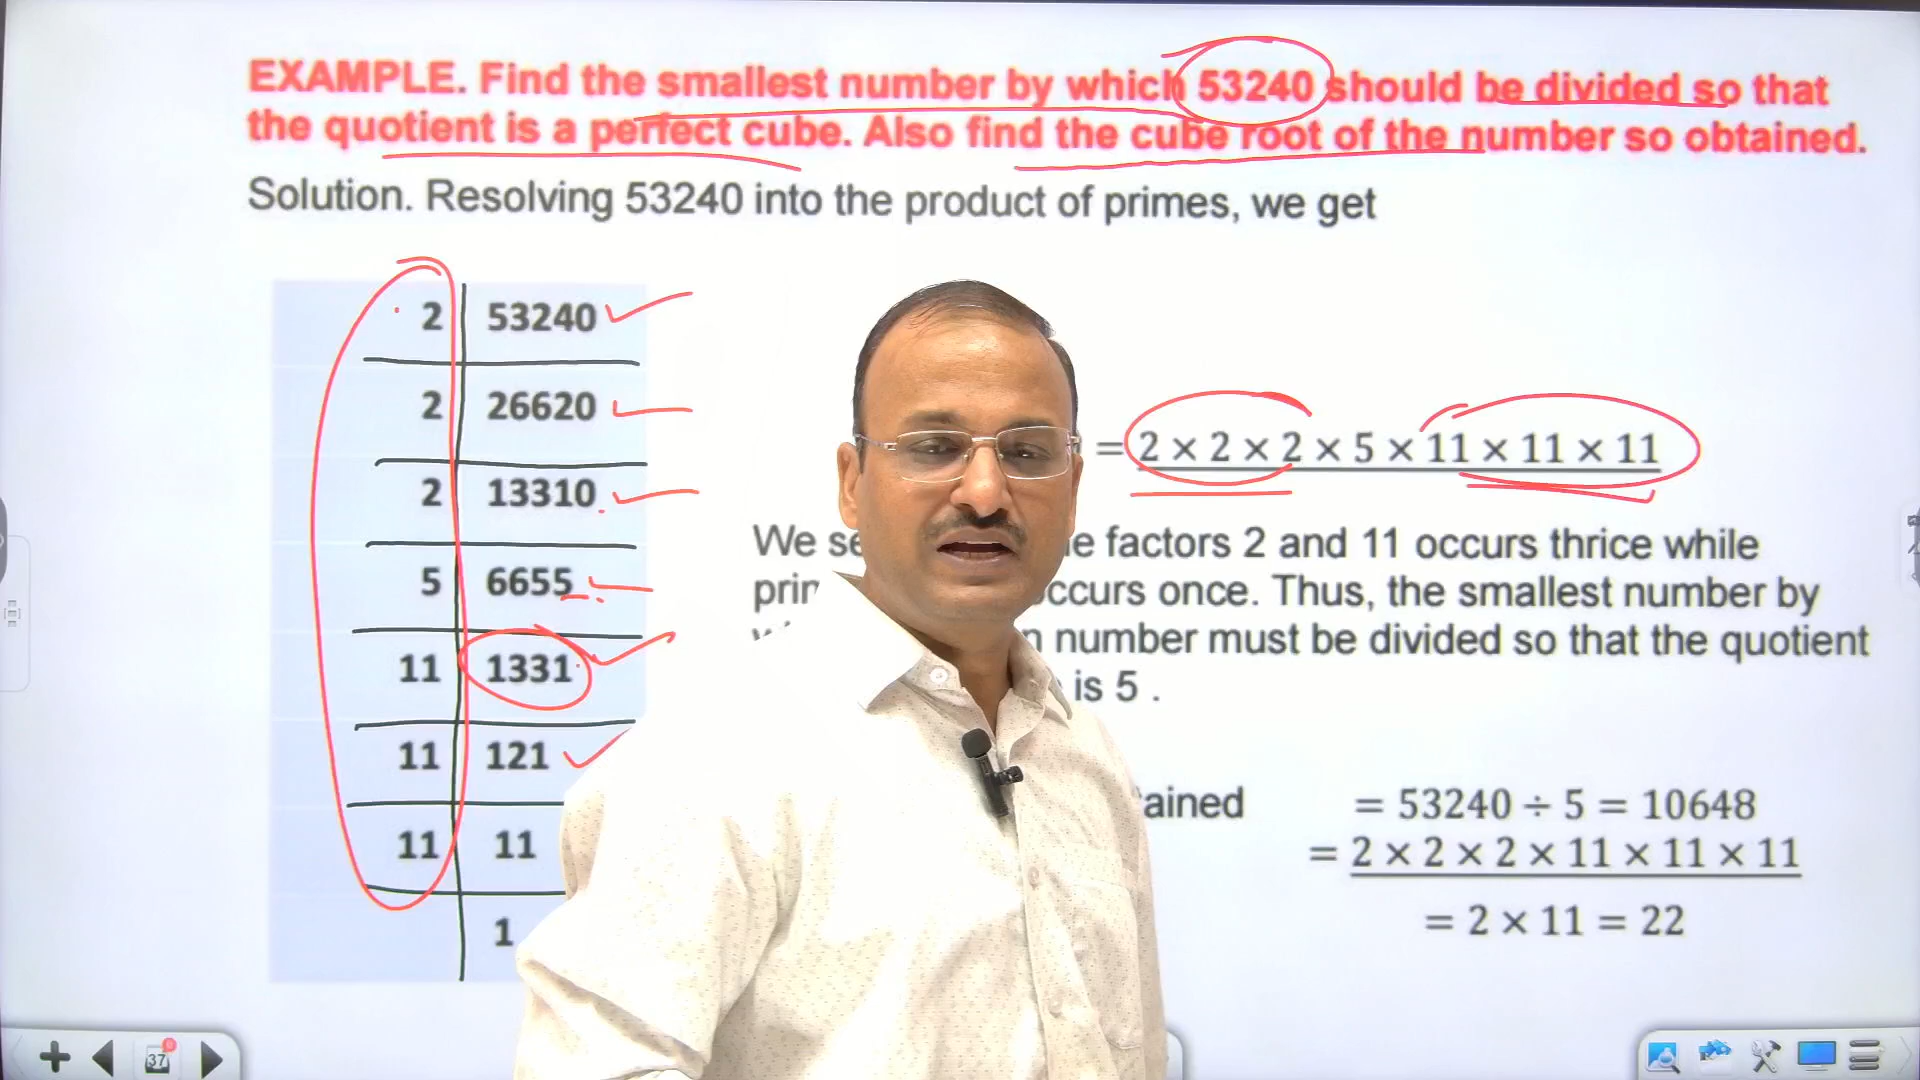 EXAMPLE. Find the smallest number by which 53240 should be divided so that
the quotient is a perfect cube. Also find the cube root of the number so obtained.
Solution. Resolving 53240 into the product of primes, we get
2 53240
2 26620
2 13310
5 6655
11 1331
11 121
11 11
1
= 2 × 2 × 2 × 5 × 11 × 11 × 11
We factors 2 and 11 occurs thrice while
occurs once. Thus, the smallest number by
number must be divided so that the quotient
is 5 .
= 53240 ÷ 5 = 10648
= 2 × 2 × 2 × 11 × 11 × 11
= 2 × 11 = 22
37